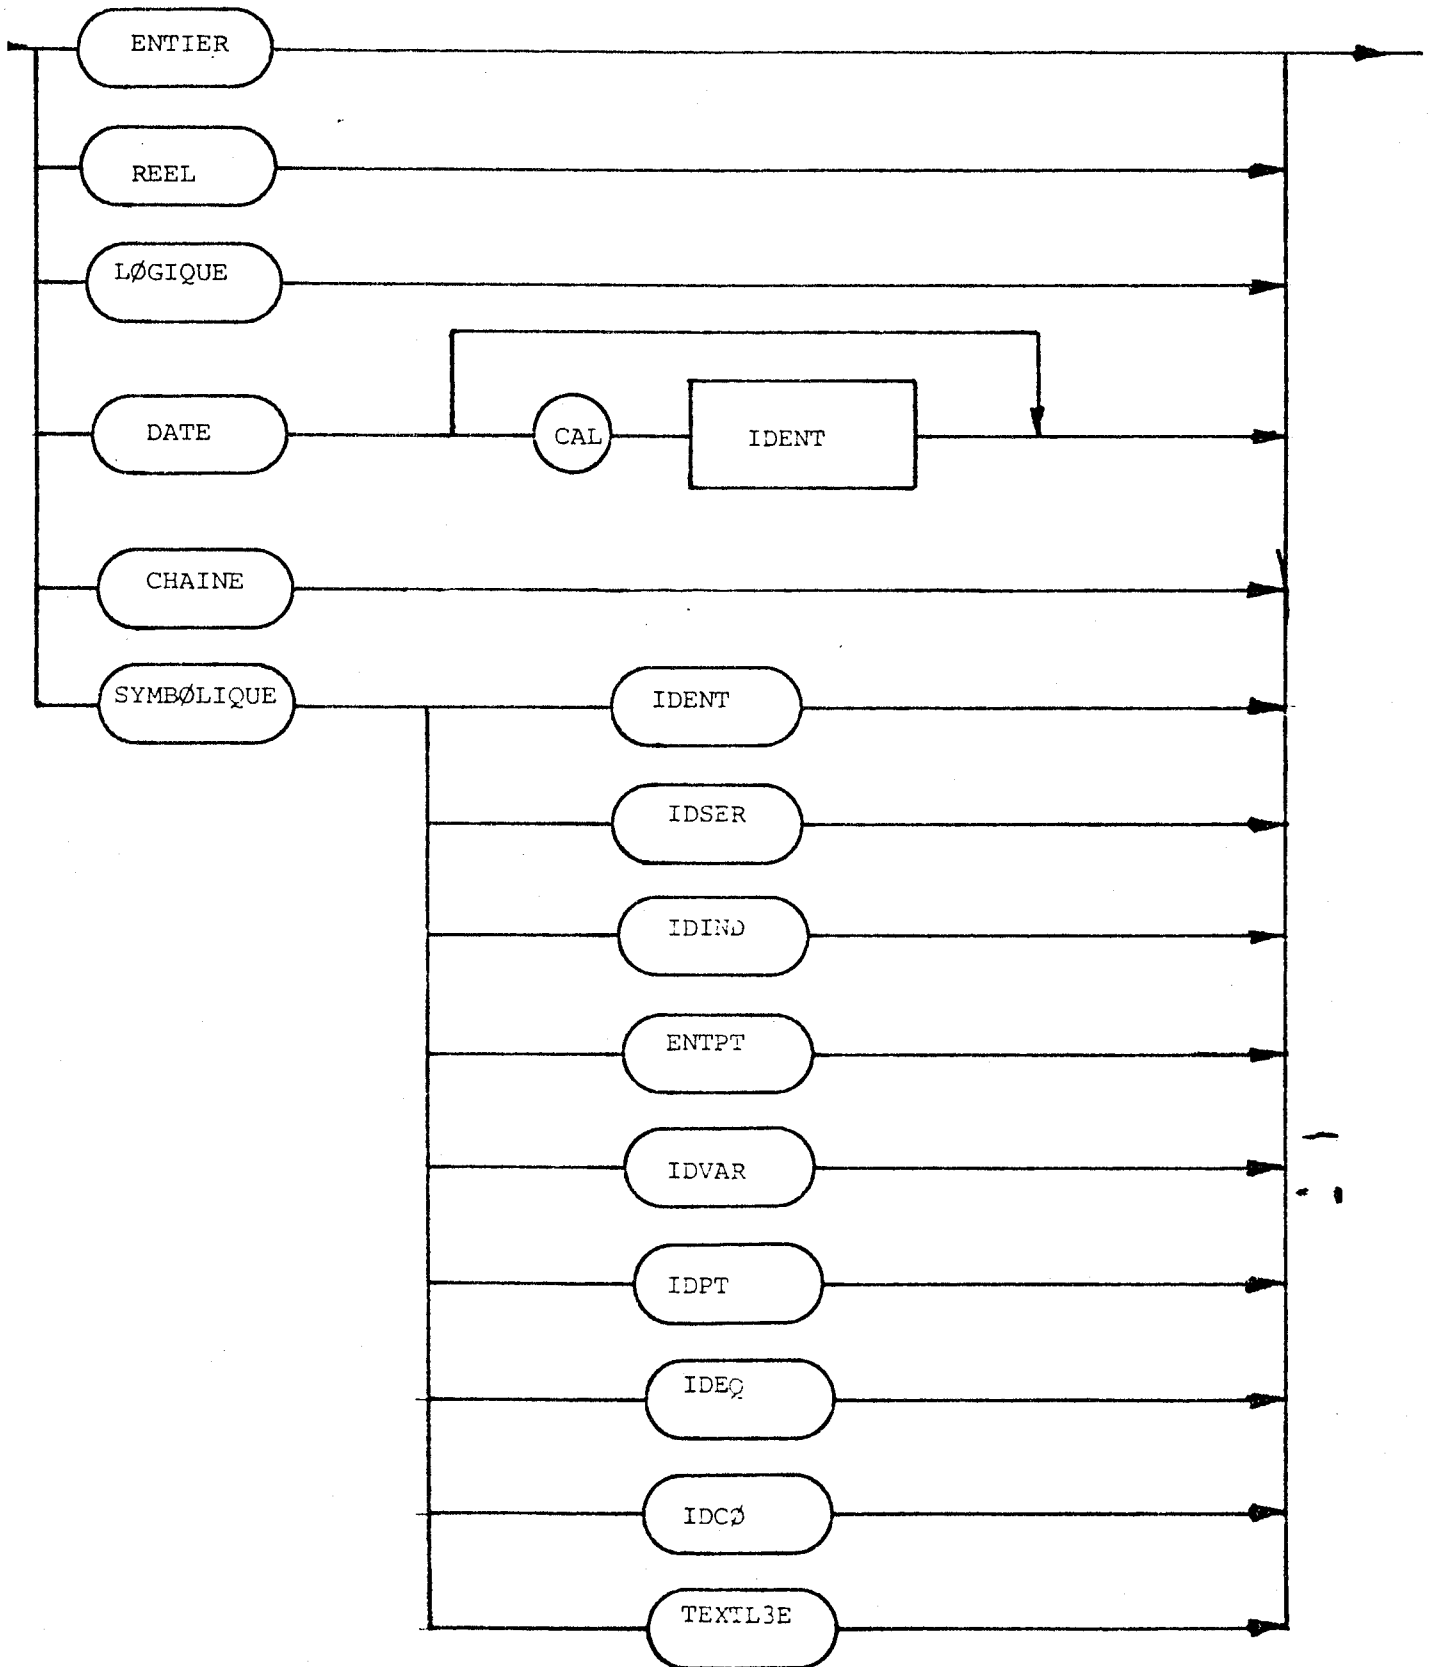 ENTIER
REEL
LØGIQUE
DATE
CAL
IDENT
CHAINE
SYMBØLIQUE
IDENT
IDSER
IDIND
ENTPT
IDVAR
IDPT
IDEQ
IDCØ
TEXTL3E